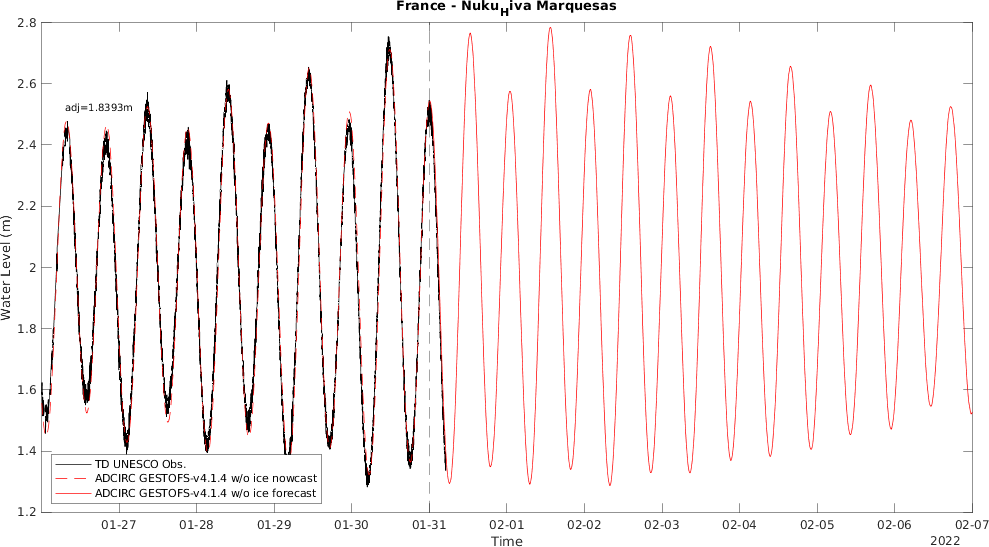 France - Nuku_Hiva Marquesas
2.8
2.6
2.4
2.2
2
1.8
1.6
1.4
1.2
Water Level (m)
adj=1.8393m
TD UNESCO Obs.
ADCIRC GESTOFS-v4.1.4 w/o ice nowcast
ADCIRC GESTOFS-v4.1.4 w/o ice forecast
01-27 01-28 01-29 01-30 01-31 02-01 02-02 02-03 02-04 02-05 02-06 02-07
Time
2022